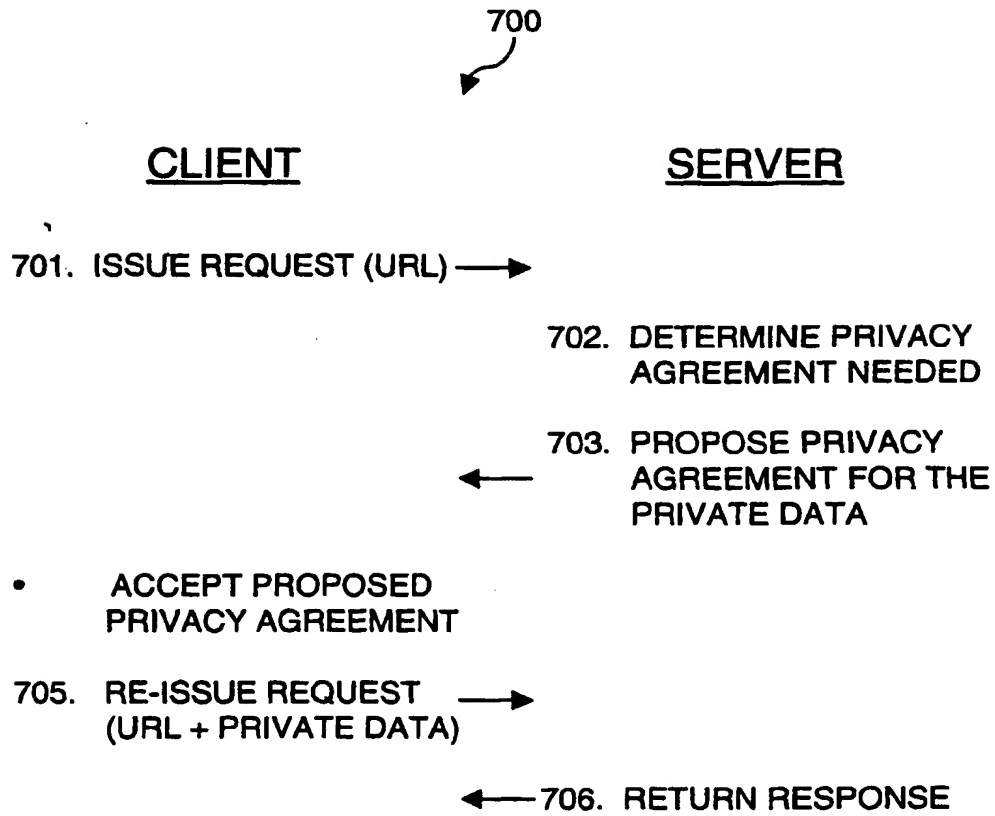 700
CLIENT
SERVER
701. ISSUE REQUEST (URL)
702. DETERMINE PRIVACY
AGREEMENT NEEDED
703. PROPOSE PRIVACY
AGREEMENT FOR THE
PRIVATE DATA
• ACCEPT PROPOSED
PRIVACY AGREEMENT
705. RE-ISSUE REQUEST
(URL + PRIVATE DATA)
706. RETURN RESPONSE